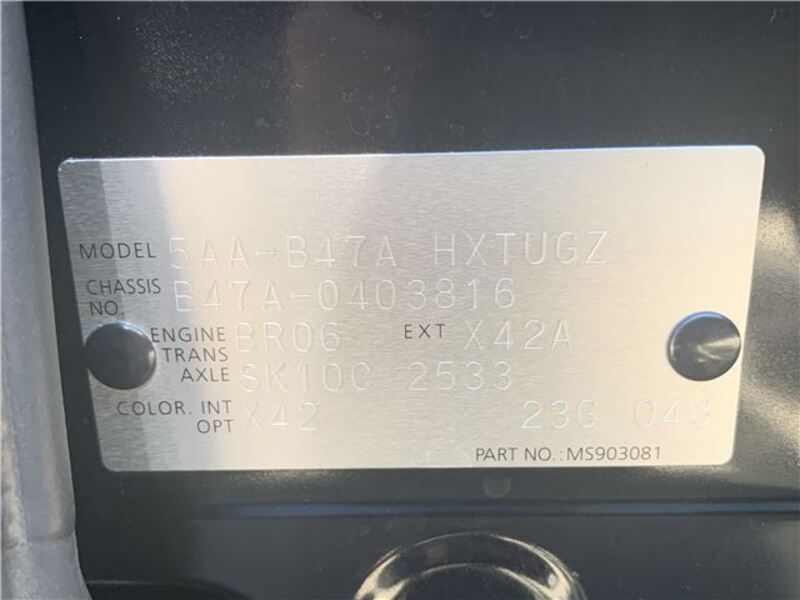 MODEL 5AA-B47A HXTUGZ
CHASSIS NO. B47A-0403816
ENGINE BR06 EXT X42A
TRANS AXLE SK10C 2533
COLOR. INT OPT X42 23G 043
PART NO.: MS903081